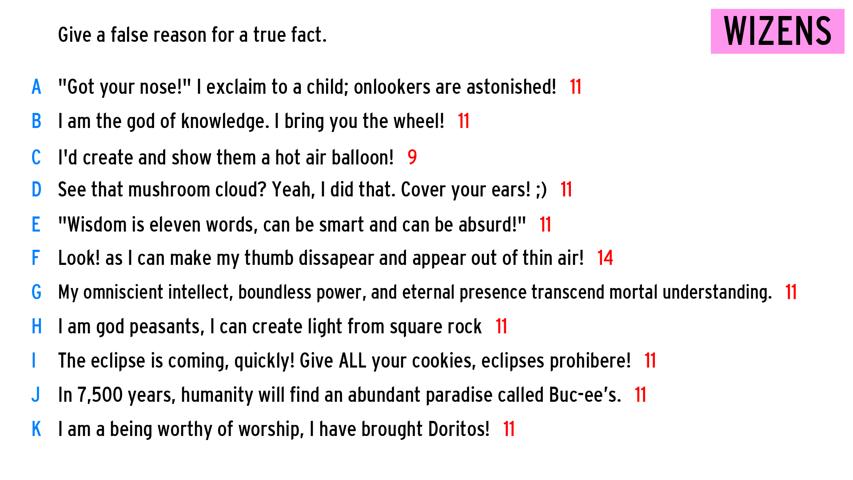 Give a false reason for a true fact.
WIZENS
A "Got your nose!" I exclaim to a child; onlookers are astonished! 11
B I am the god of knowledge. I bring you the wheel! 11
C I'd create and show them a hot air balloon! 9
D See that mushroom cloud? Yeah, I did that. Cover your ears! ;) 11
E "Wisdom is eleven words, can be smart and can be absurd!" 11
F Look! as I can make my thumb dissapear and appear out of thin air! 14
G My omniscient intellect, boundless power, and eternal presence transcend mortal understanding. 11
H I am god peasants, I can create light from square rock 11
I The eclipse is coming, quickly! Give ALL your cookies, eclipses prohibere! 11
J In 7,500 years, humanity will find an abundant paradise called Buc-ee's. 11
K I am a being worthy of worship, I have brought Doritos! 11